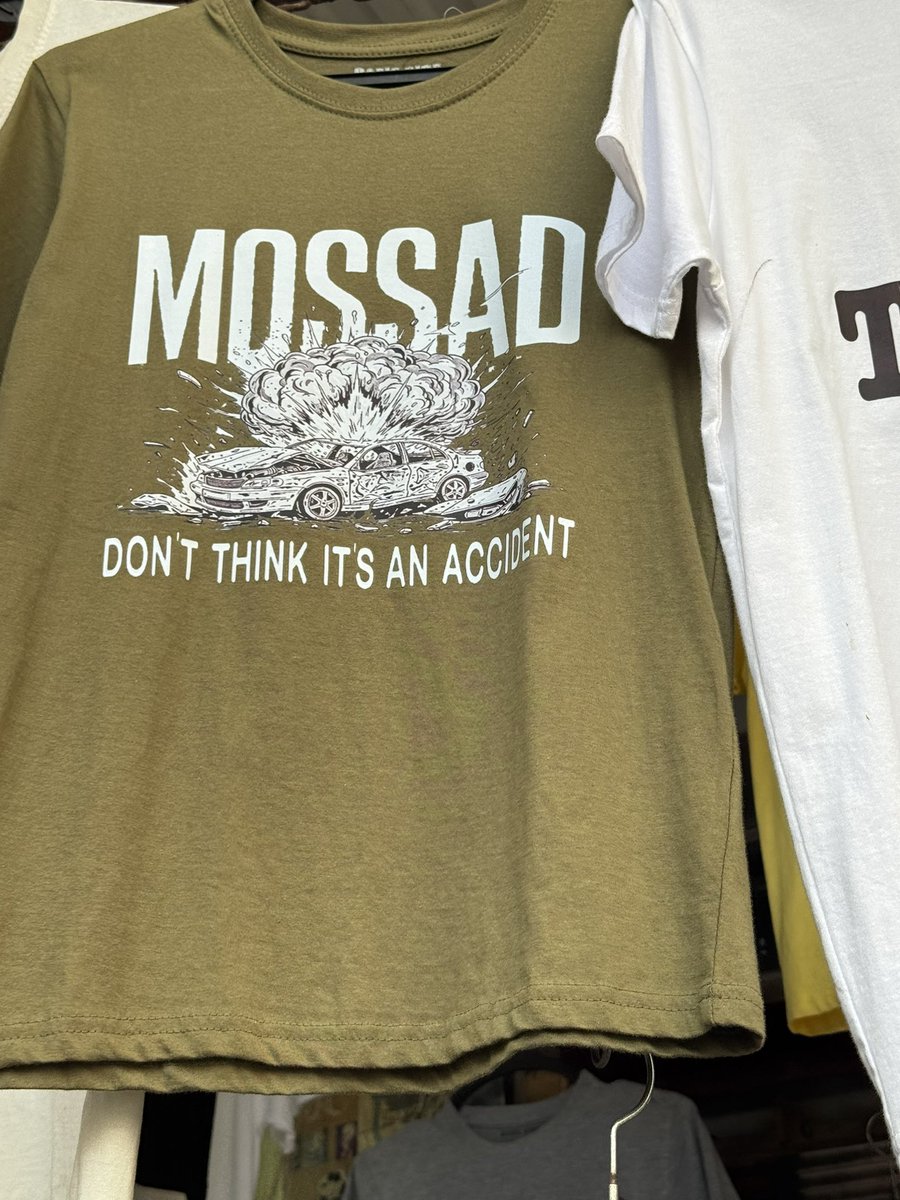 MOSSAD
DON'T THINK IT'S AN ACCIDENT
T